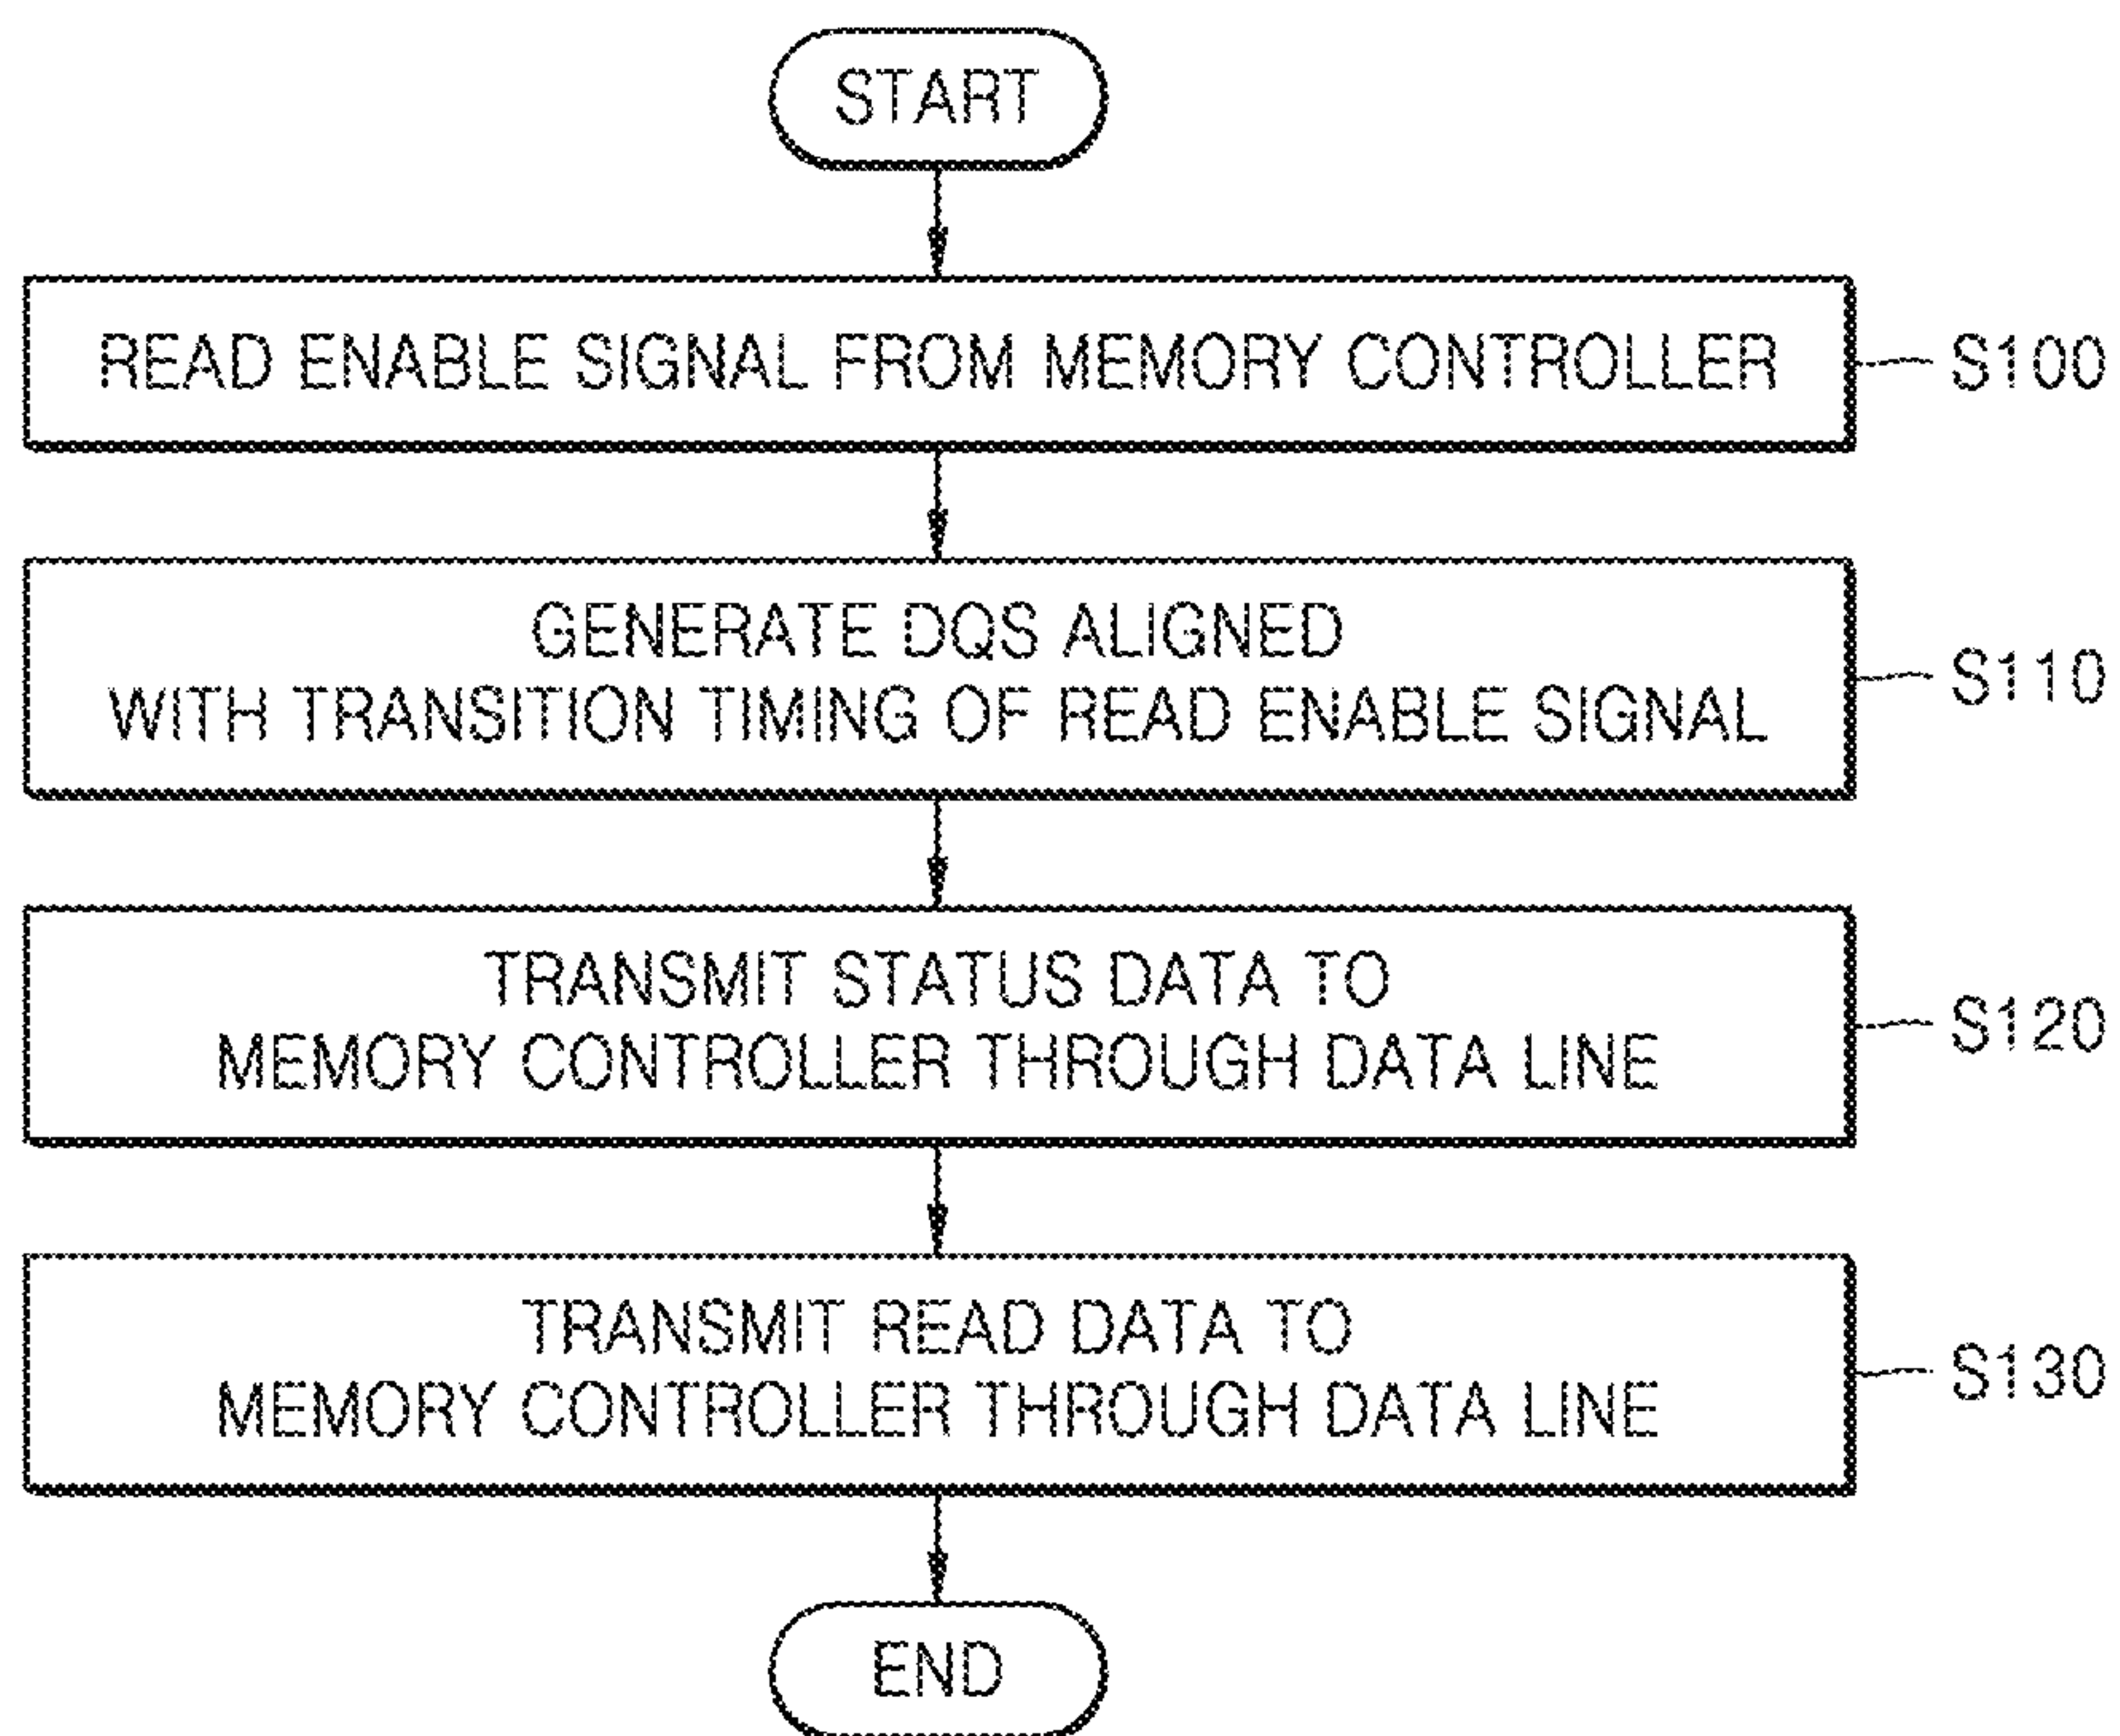 START
READ ENABLE SIGNAL FROM MEMORY CONTROLLER
S100
GENERATE DQS ALIGNED
WITH TRANSITION TIMING OF READ ENABLE SIGNAL
S110
TRANSMIT STATUS DATA TO
MEMORY CONTROLLER THROUGH DATA LINE
S120
TRANSMIT READ DATA TO
MEMORY CONTROLLER THROUGH DATA LINE
S130
END